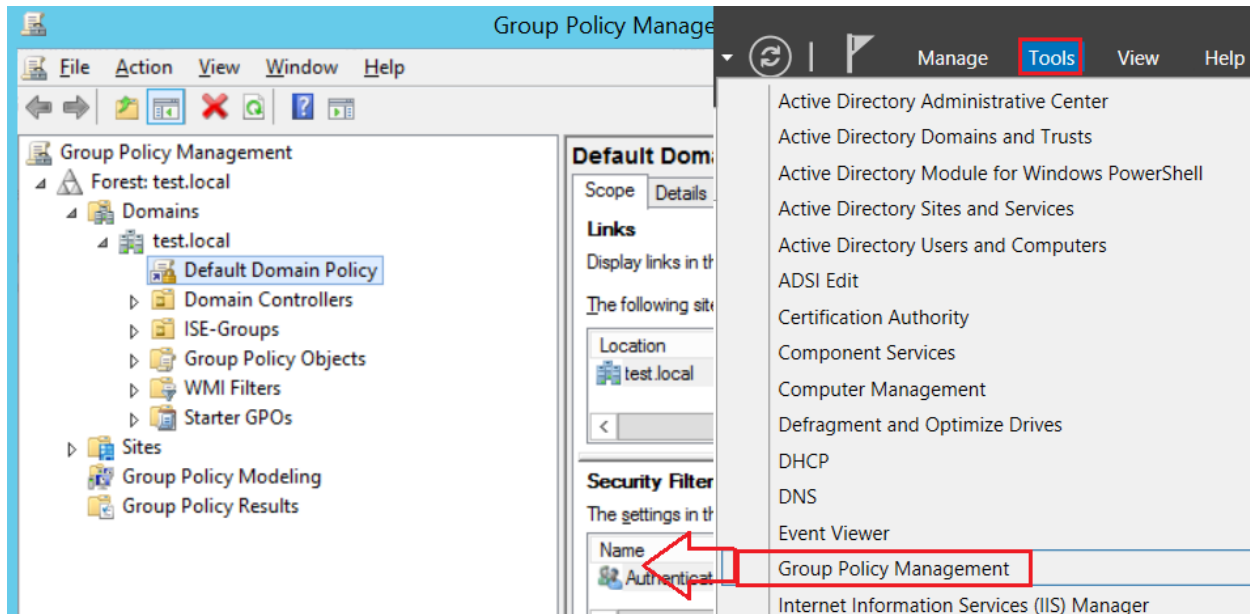 Group Policy Manage
File Action View Window Help
Group Policy Management
Forest: test.local
Domains
test.local
Default Domain Policy
Domain Controllers
ISE-Groups
Group Policy Objects
WMI Filters
Starter GPOs
Sites
Group Policy Modeling
Group Policy Results
Default Dom
Scope Details
Links
Display links in th
The following site
Location
test.local
Security Filter
The settings in th
Name
Authenticat
Manage Tools View Help
Active Directory Administrative Center
Active Directory Domains and Trusts
Active Directory Module for Windows PowerShell
Active Directory Sites and Services
Active Directory Users and Computers
ADSI Edit
Certification Authority
Component Services
Computer Management
Defragment and Optimize Drives
DHCP
DNS
Event Viewer
Group Policy Management
Internet Information Services (IIS) Manager